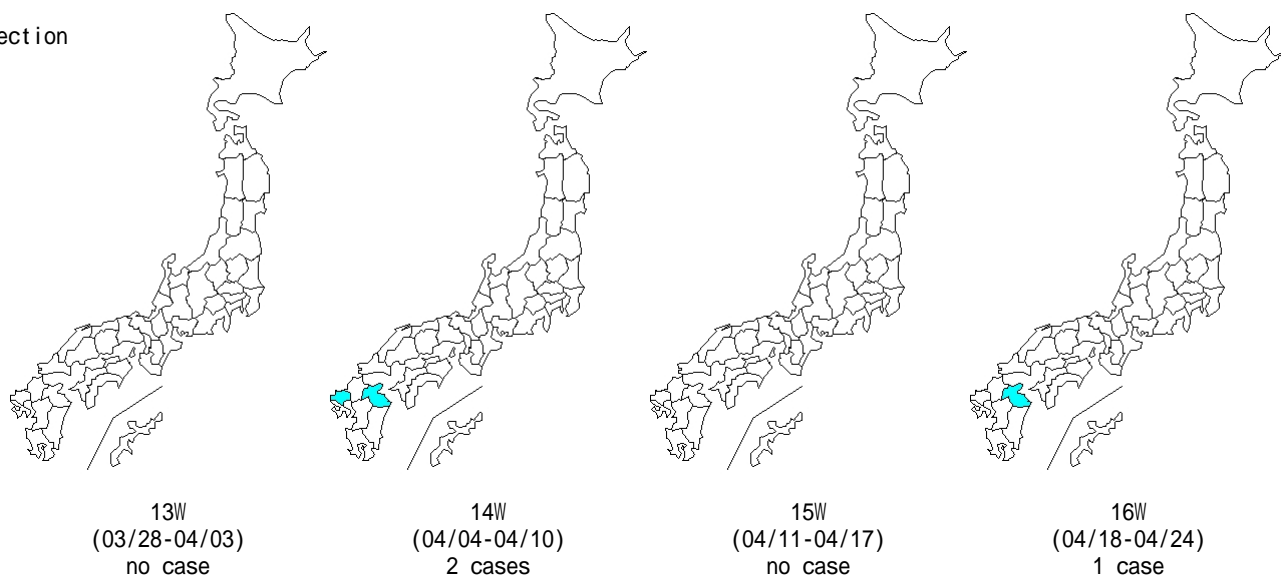 ection
13W
(03/28-04/03)
no case
14W
(04/04-04/10)
2 cases
15W
(04/11-04/17)
no case
16W
(04/18-04/24)
1 case